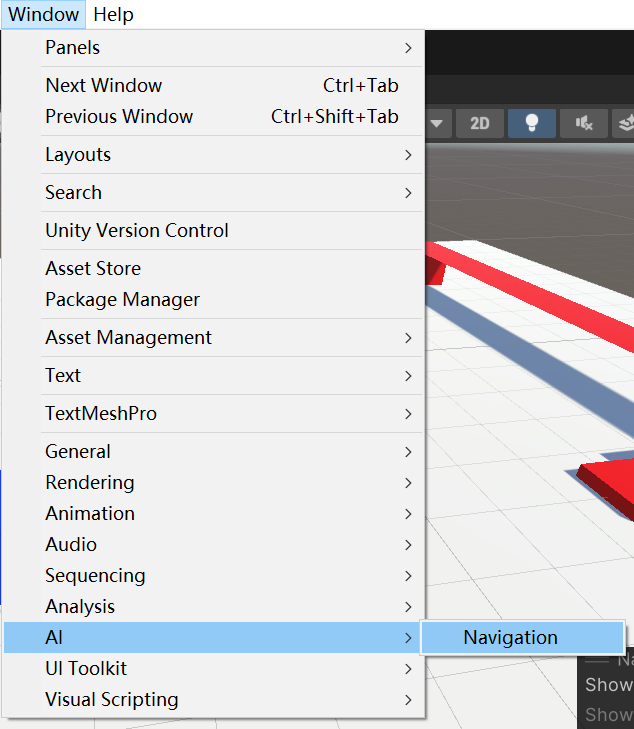 Window Help
Panels
Next Window Ctrl+Tab
Previous Window Ctrl+Shift+Tab
2D
Layouts
Search
Unity Version Control
Asset Store
Package Manager
Asset Management
Text
TextMeshPro
General
Rendering
Animation
Audio
Sequencing
Analysis
AI Navigation
UI Toolkit
Show
Visual Scripting
Show